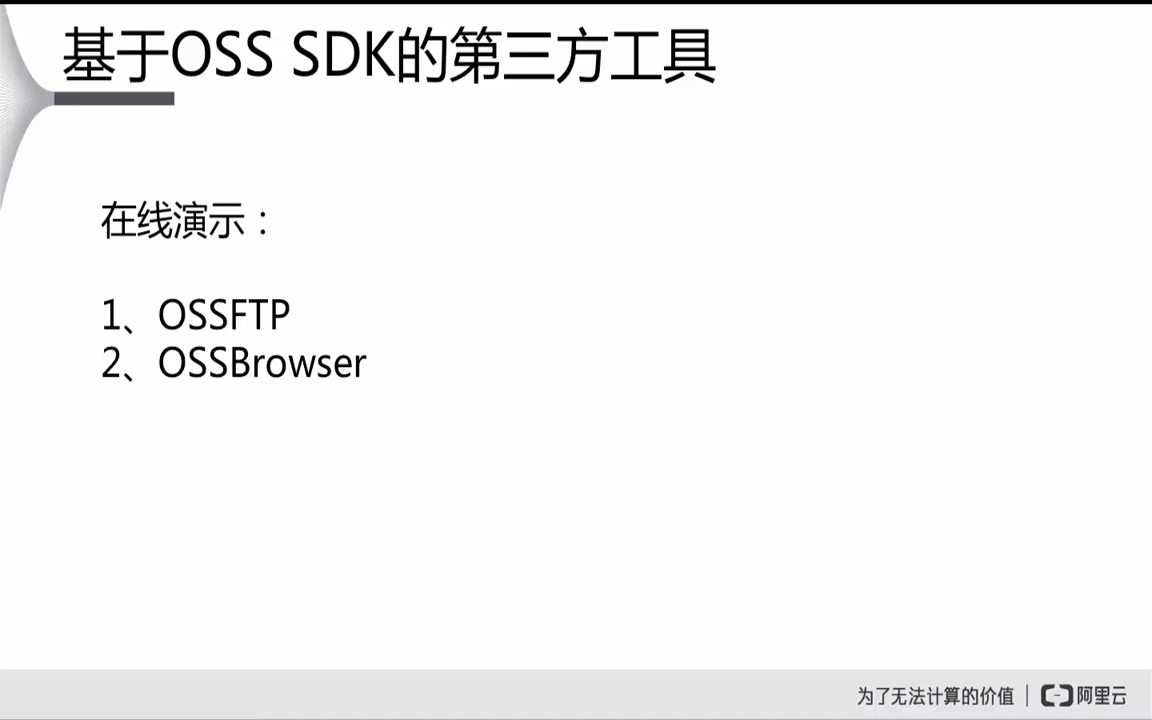 基于OSS SDK的第三方工具
在线演示：
1、OSSFTP
2、OSSBrowser
为了无法计算的价值 | 阿里云